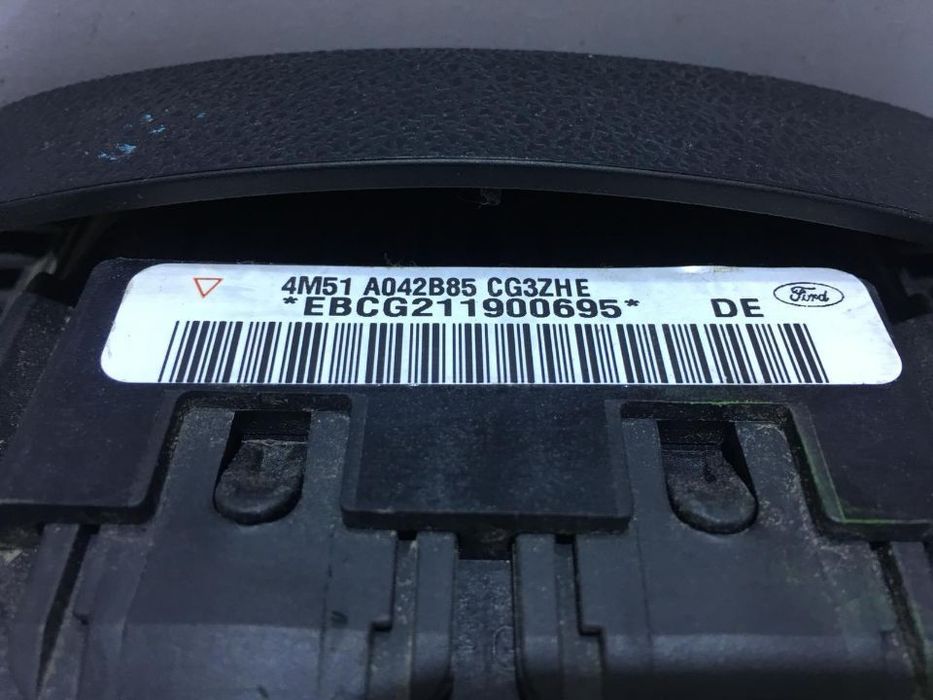 4M51 A042B85 CG3ZHE
*EBCG211900695* DE
Ford